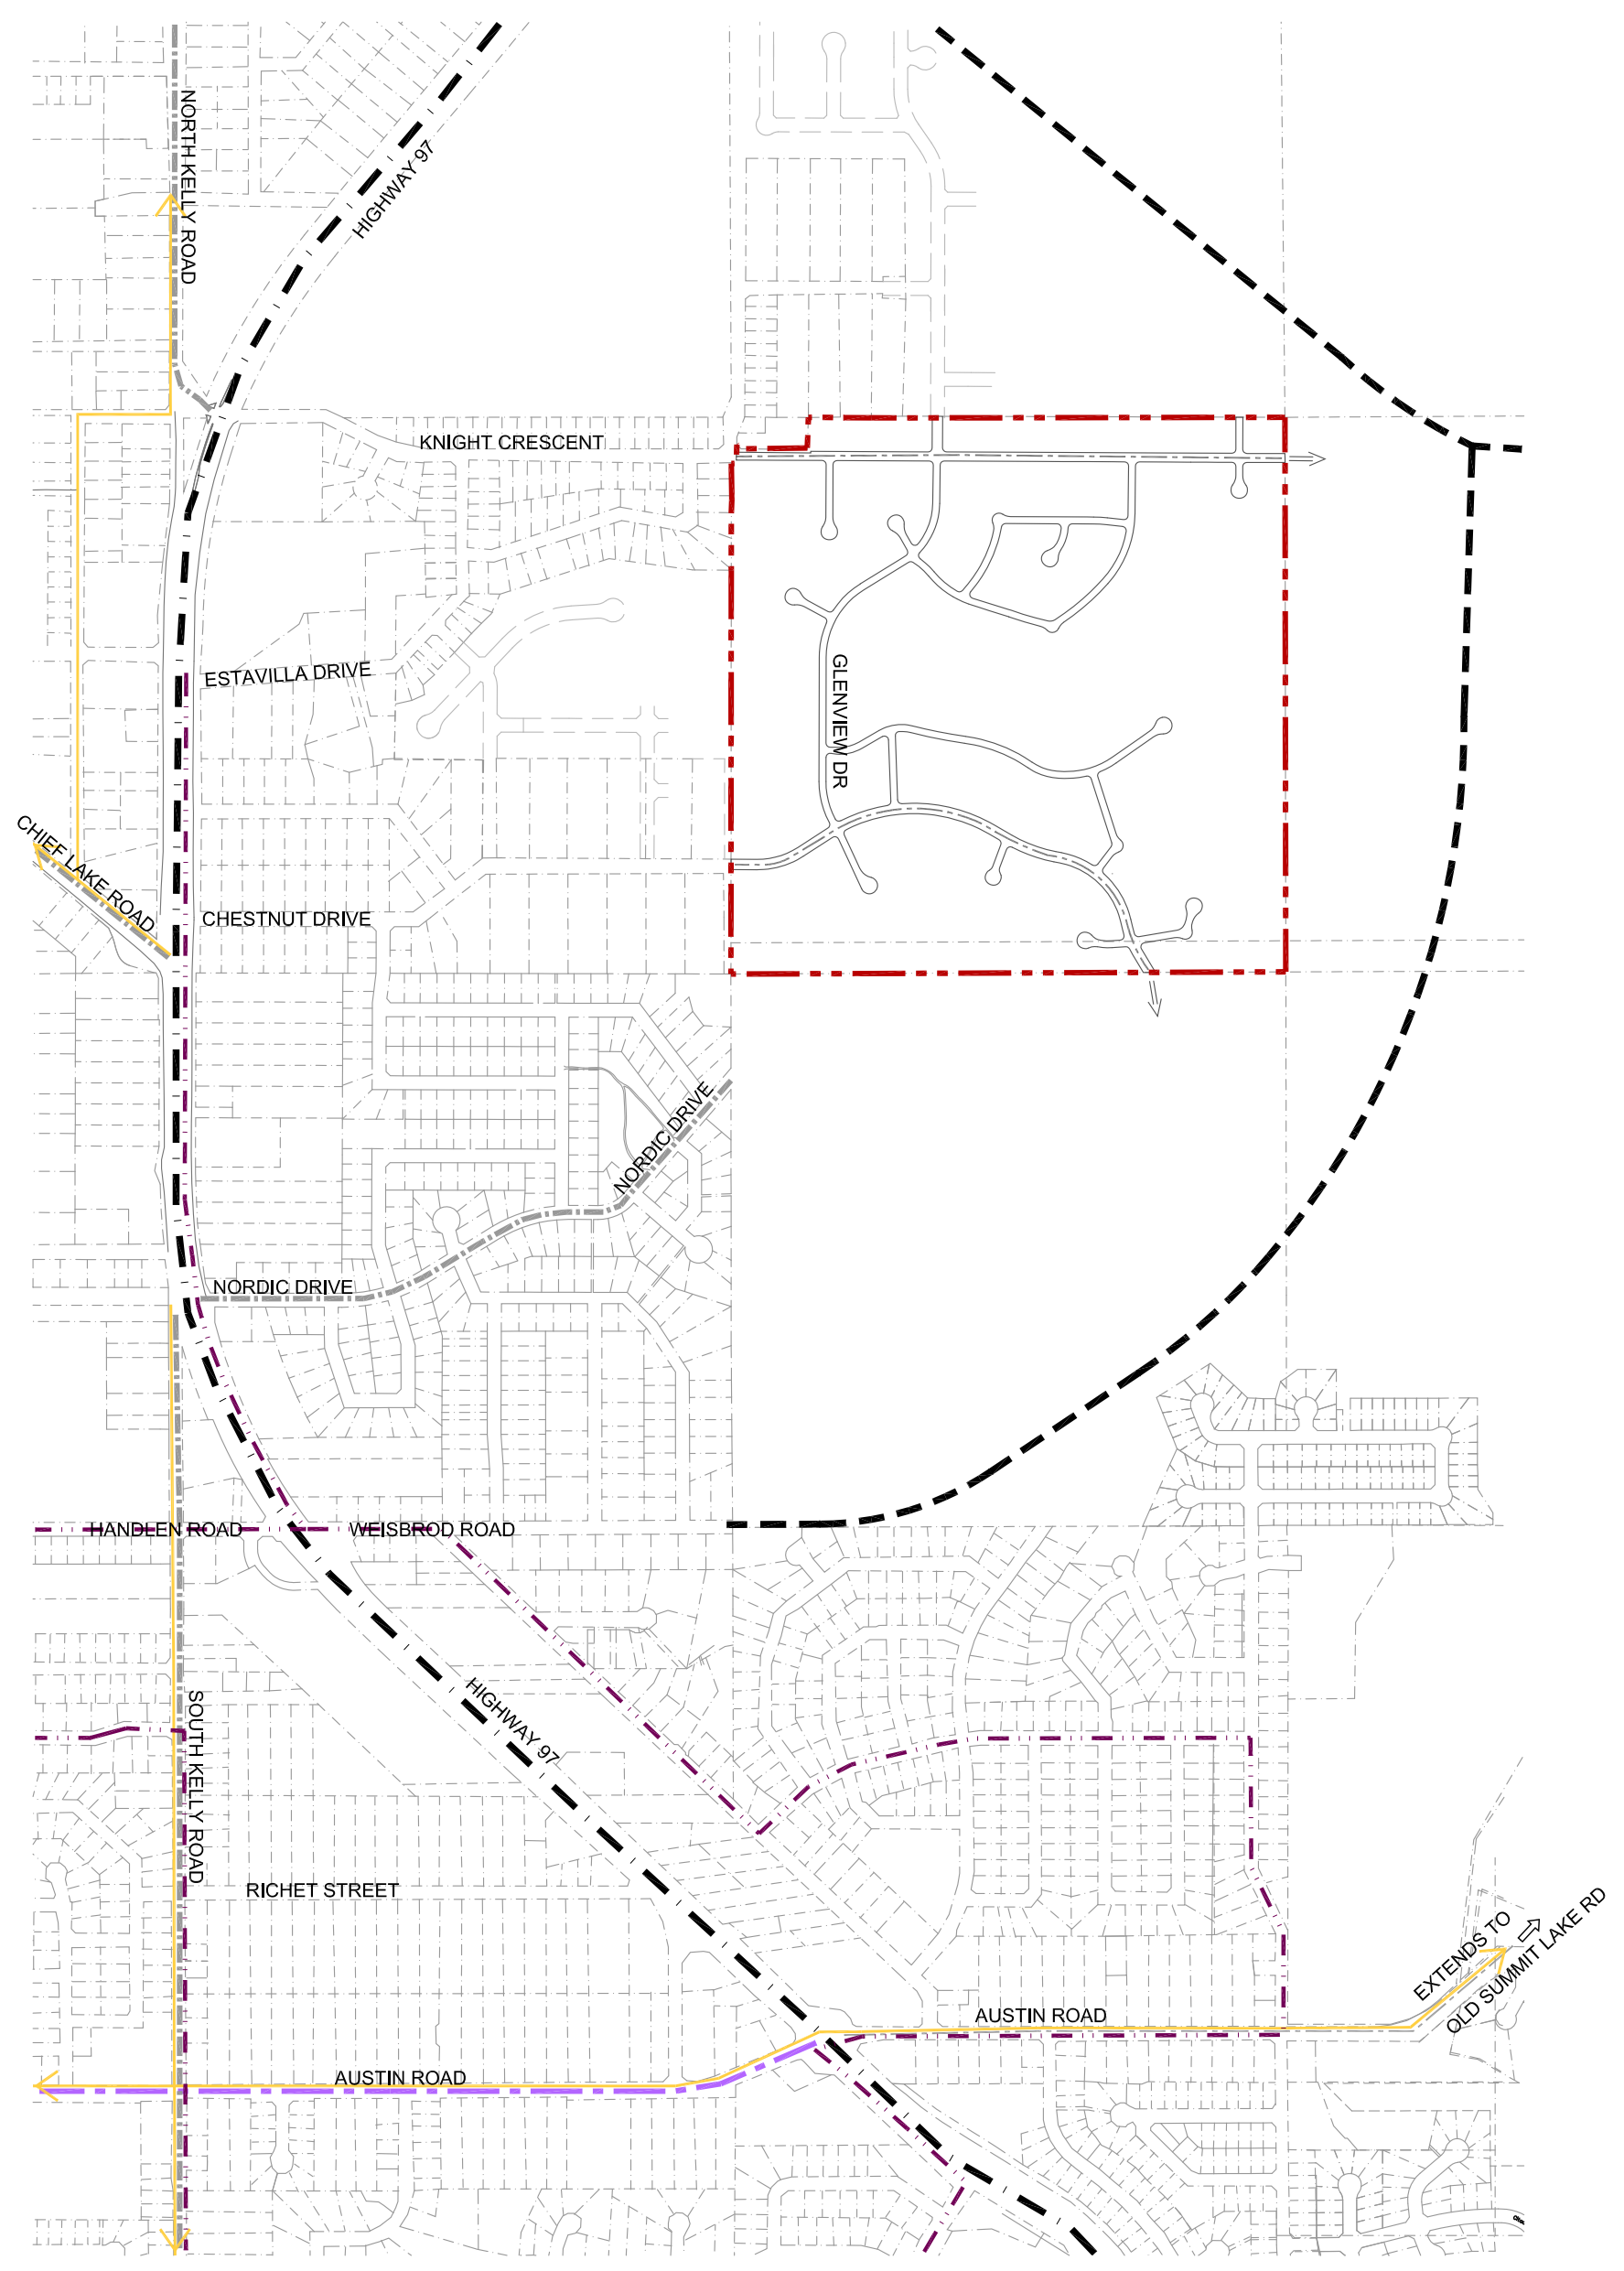 NORTH KELLY ROAD
HIGHWAY 97
KNIGHT CRESCENT
ESTAVILLA DRIVE
GLENVIEW DR
CHIEF LAKE ROAD
CHESTNUT DRIVE
NORDIC DRIVE
NORDIC DRIVE
HANDLEN ROAD
WEISBROD ROAD
HIGHWAY 97
SOUTH KELLY ROAD
RICHET STREET
EXTENDS TO
OLD SUMMIT LAKE RD
AUSTIN ROAD
AUSTIN ROAD